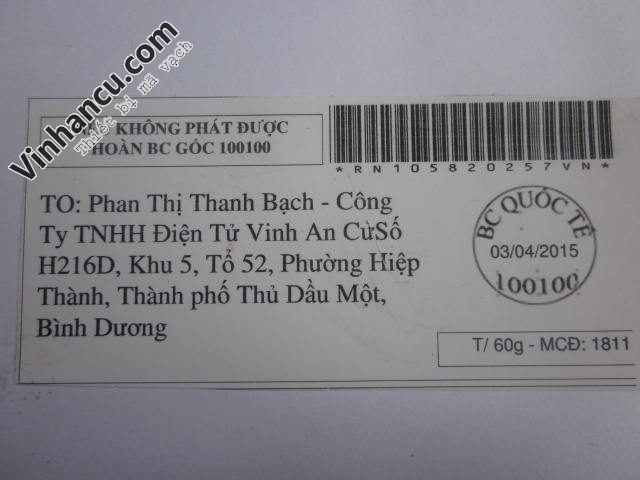 Vinhancu.com
Thiết bị mã vạch
KHÔNG PHÁT ĐƯỢC
HOÀN BC GỐC 100100
*RN105820257VN*
TO: Phan Thị Thanh Bạch - Công
Ty TNHH Điện Tử Vinh An CừSố
H216D, Khu 5, Tổ 52, Phường Hiệp
Thành, Thành phố Thủ Dầu Một,
Bình Dương
BC QUỐC TẾ
03/04/2015
100100
T/ 60g - MCĐ: 1811